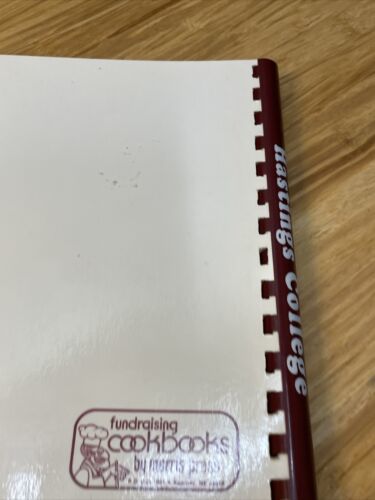 Hastings College
fundraising
cookbooks
by morris press